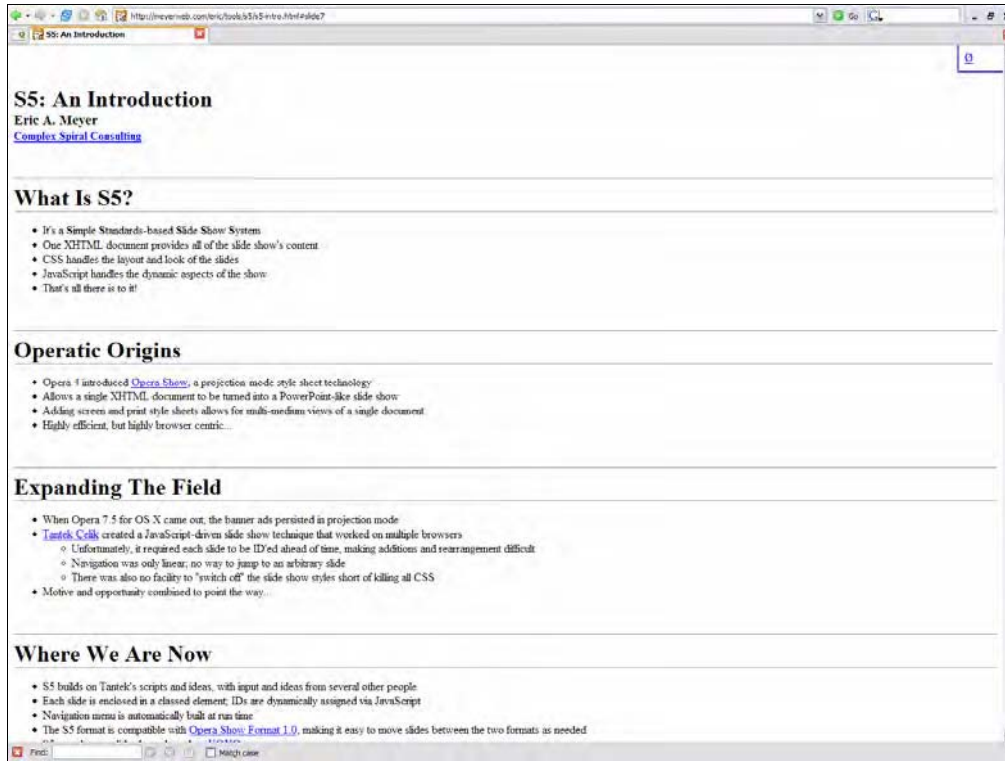 http://meyerweb.com/eric/tools/s5/s5-intro.html#slide7
Go
S5: An Introduction
Ø
S5: An Introduction
Eric A. Meyer
Complex Spiral Consulting
What Is S5?
• It's a Simple Standards-based Slide Show System
• One XHTML document provides all of the slide show's content
• CSS handles the layout and look of the slides
• JavaScript handles the dynamic aspects of the show
• That's all there is to it!
Operatic Origins
• Opera 4 introduced Opera Show, a projection mode style sheet technology
• Allows a single XHTML document to be turned into a PowerPoint-like slide show
• Adding screen and print style sheets allows for multi-medium views of a single document
• Highly efficient, but highly browser centric...
Expanding The Field
• When Opera 7.5 for OS X came out, the banner ads persisted in projection mode
• Tantek Çelik created a JavaScript-driven slide show technique that worked on multiple browsers
○ Unfortunately, it required each slide to be ID'ed ahead of time, making additions and rearrangement difficult
○ Navigation was only linear; no way to jump to an arbitrary slide
○ There was also no facility to "switch off" the slide show styles short of killing all CSS
• Motive and opportunity combined to point the way...
Where We Are Now
• S5 builds on Tantek's scripts and ideas, with input and ideas from several other people
• Each slide is enclosed in a classed element; IDs are dynamically assigned via JavaScript
• Navigation menu is automatically built at run time
• The S5 format is compatible with Opera Show Format 1.0, making it easy to move slides between the two formats as needed
Find:
Match case